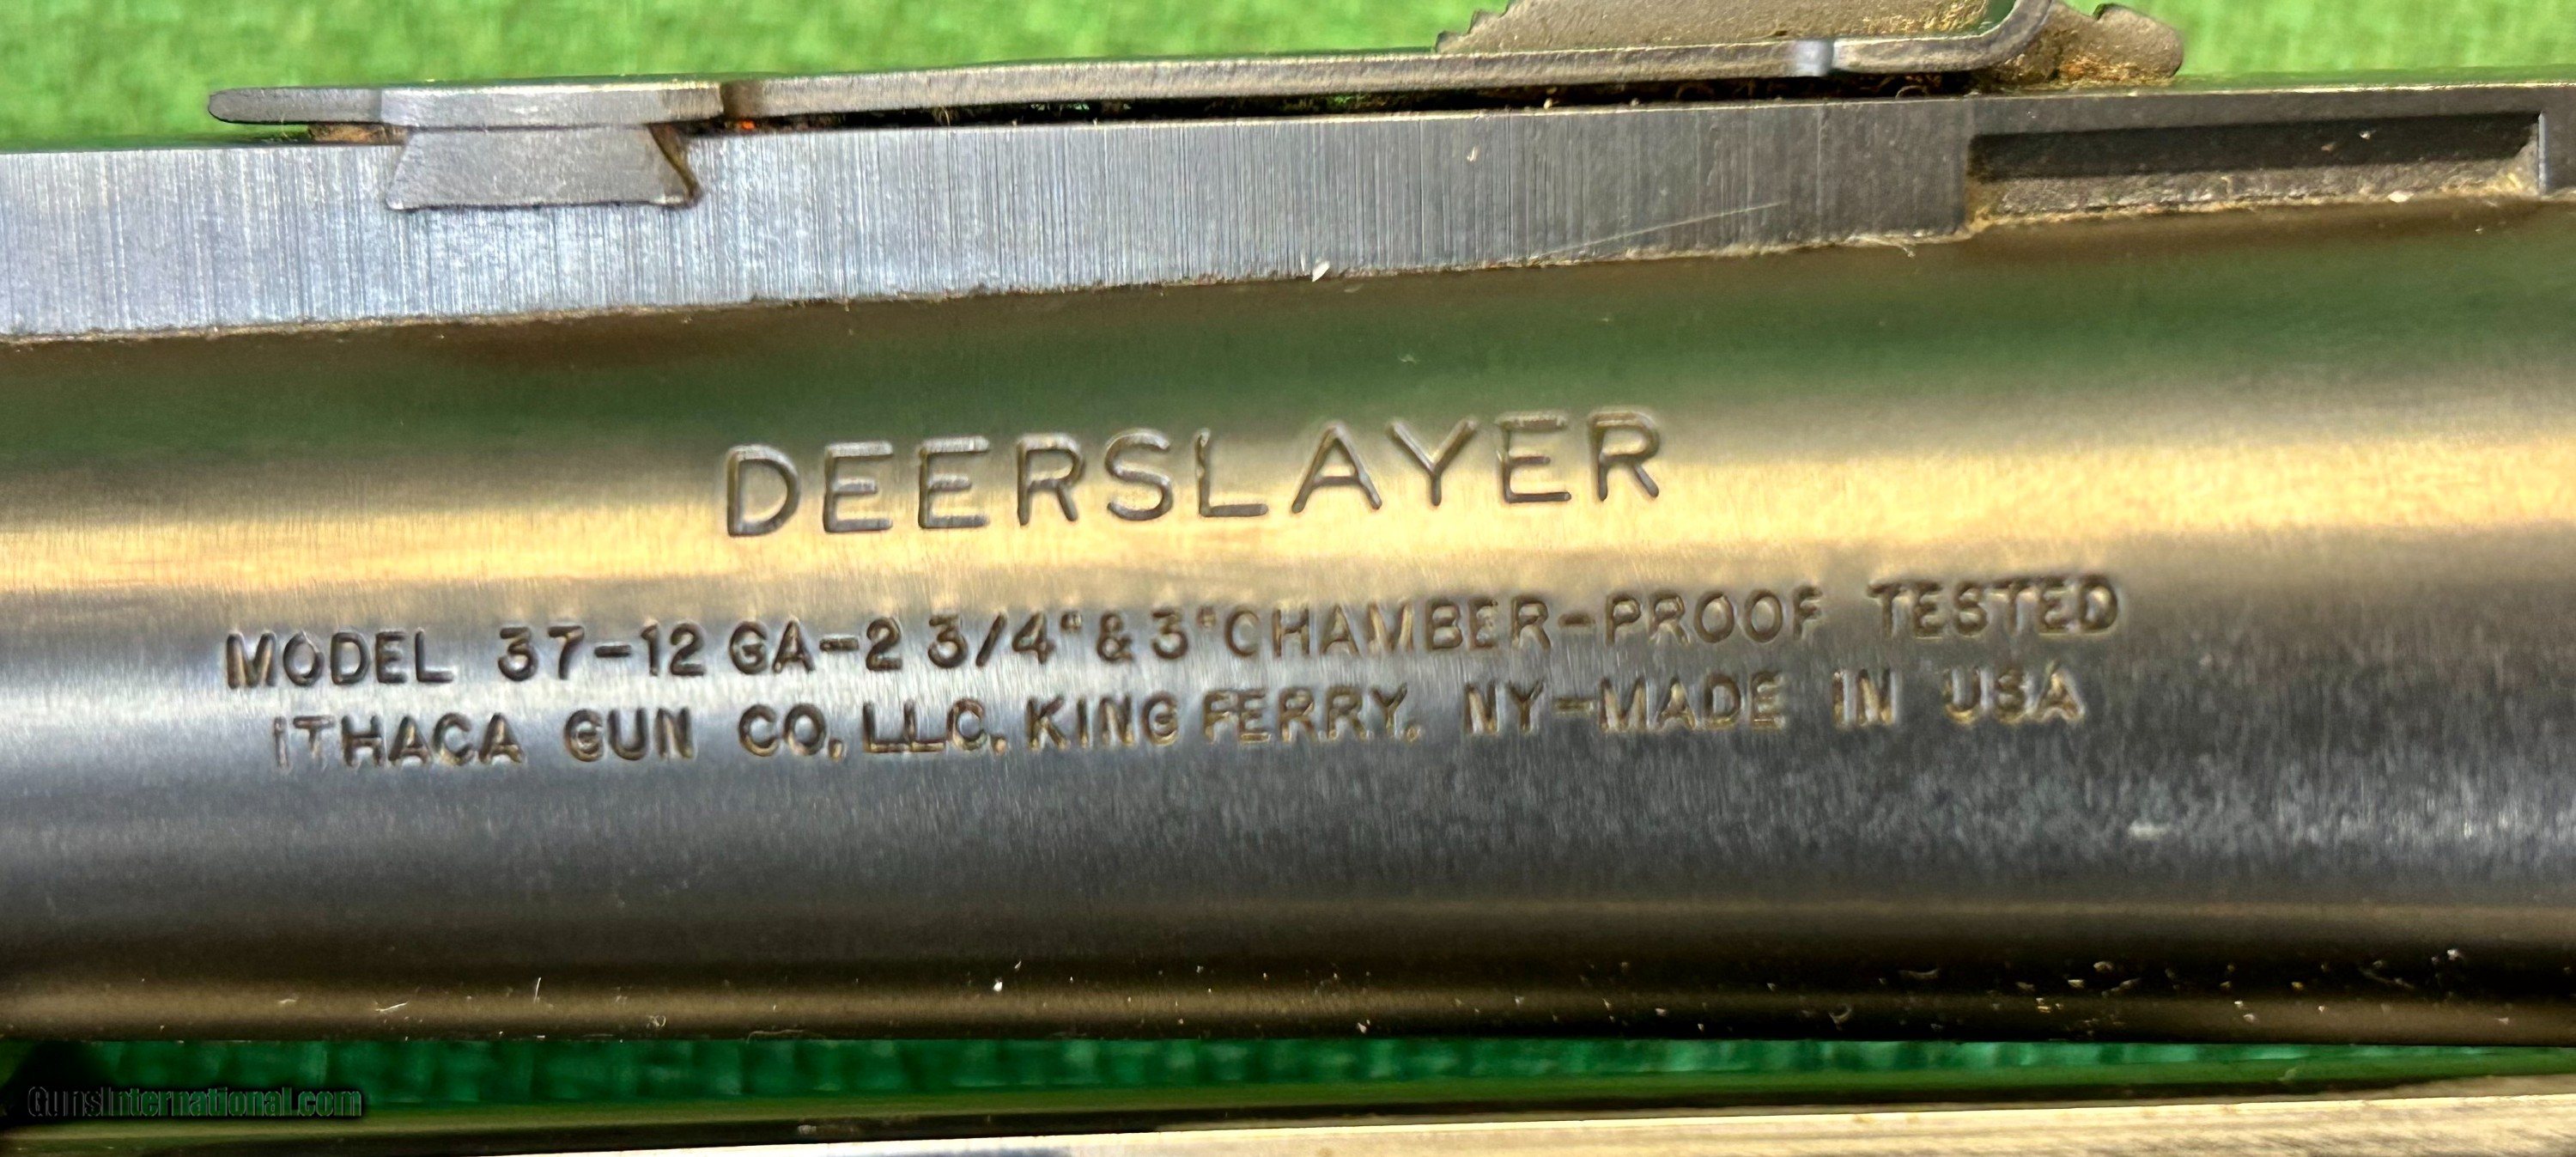 DEERSLAYER
MODEL 37-12 GA-2 3/4" & 3" CHAMBER-PROOF TESTED
ITHACA GUN CO, LLC, KING FERRY, NY-MADE IN USA
GunsInternational.com